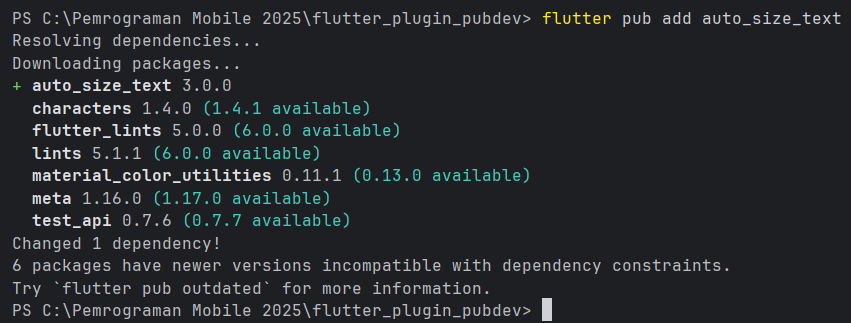 PS C:\Pemrograman Mobile 2025\flutter_plugin_pubdev> flutter pub add auto_size_text
Resolving dependencies...
Downloading packages...
+ auto_size_text 3.0.0
  characters 1.4.0 (1.4.1 available)
  flutter_lints 5.0.0 (6.0.0 available)
  lints 5.1.1 (6.0.0 available)
  material_color_utilities 0.11.1 (0.13.0 available)
  meta 1.16.0 (1.17.0 available)
  test_api 0.7.6 (0.7.7 available)
Changed 1 dependency!
6 packages have newer versions incompatible with dependency constraints.
Try `flutter pub outdated` for more information.
PS C:\Pemrograman Mobile 2025\flutter_plugin_pubdev>